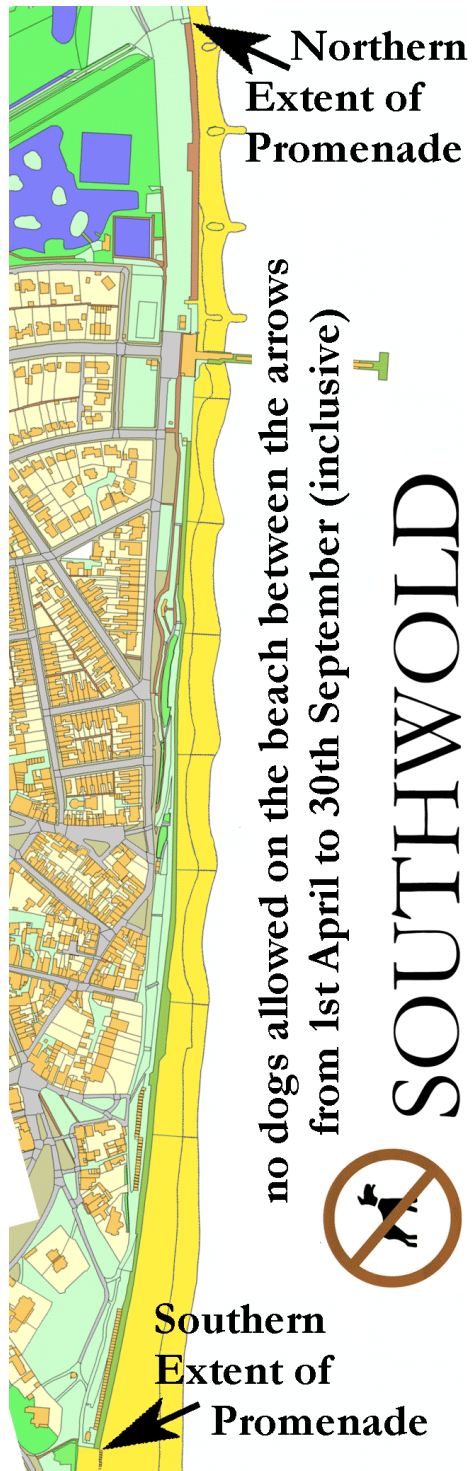 Northern
Extent of
Promenade
no dogs allowed on the beach between the arrows
from 1st April to 30th September (inclusive)
SOUTHWOLD
Southern
Extent of
Promenade